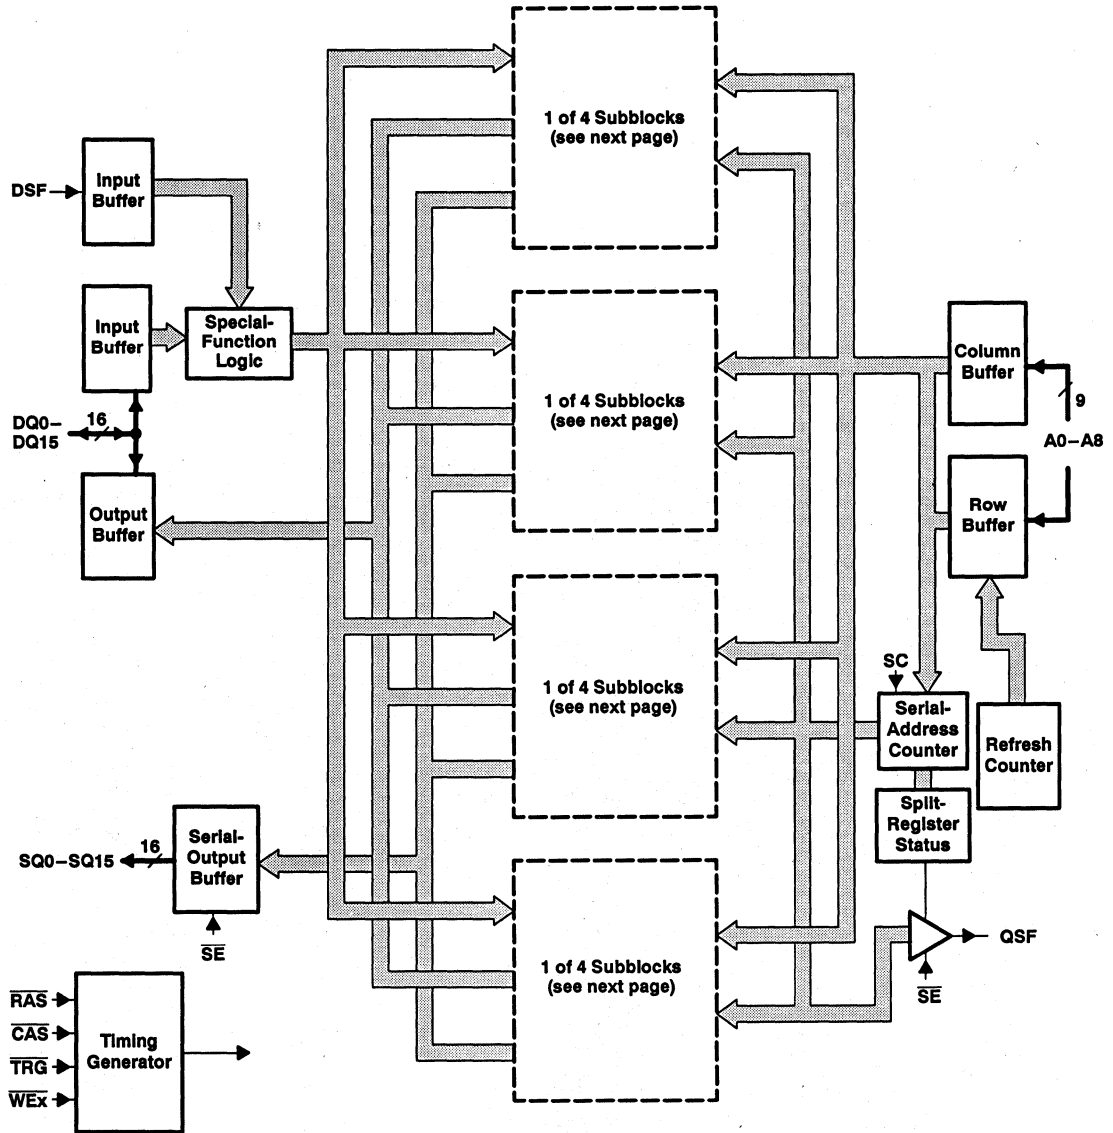 1 of 4 Subblocks
(see next page)
DSF
Input
Buffer
Input
Buffer
Special-
Function
Logic
DQ0–
DQ15
16
Output
Buffer
1 of 4 Subblocks
(see next page)
Column
Buffer
9
A0–A8
Row
Buffer
1 of 4 Subblocks
(see next page)
SC
Serial-
Address
Counter
Refresh
Counter
Split-
Register
Status
SQ0–SQ15
16
Serial-
Output
Buffer
SE
1 of 4 Subblocks
(see next page)
QSF
SE
RAS
CAS
TRG
WEx
Timing
Generator